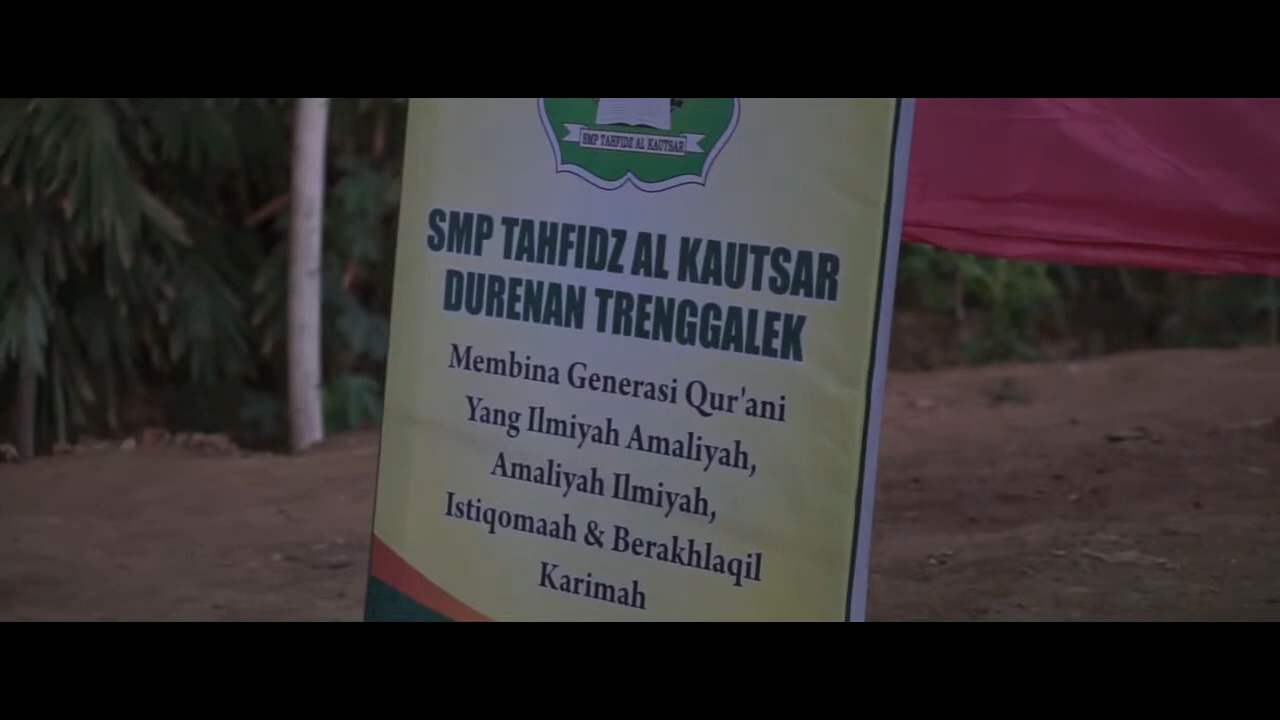 SMP TAHFIDZ AL KAUTSAR
SMP TAHFIDZ AL KAUTSAR
DURENAN TRENGGALEK
Membina Generasi Qur'ani
Yang Ilmiyah Amaliyah,
Amaliyah Ilmiyah,
Istiqomaah & Berakhlaqil
Karimah